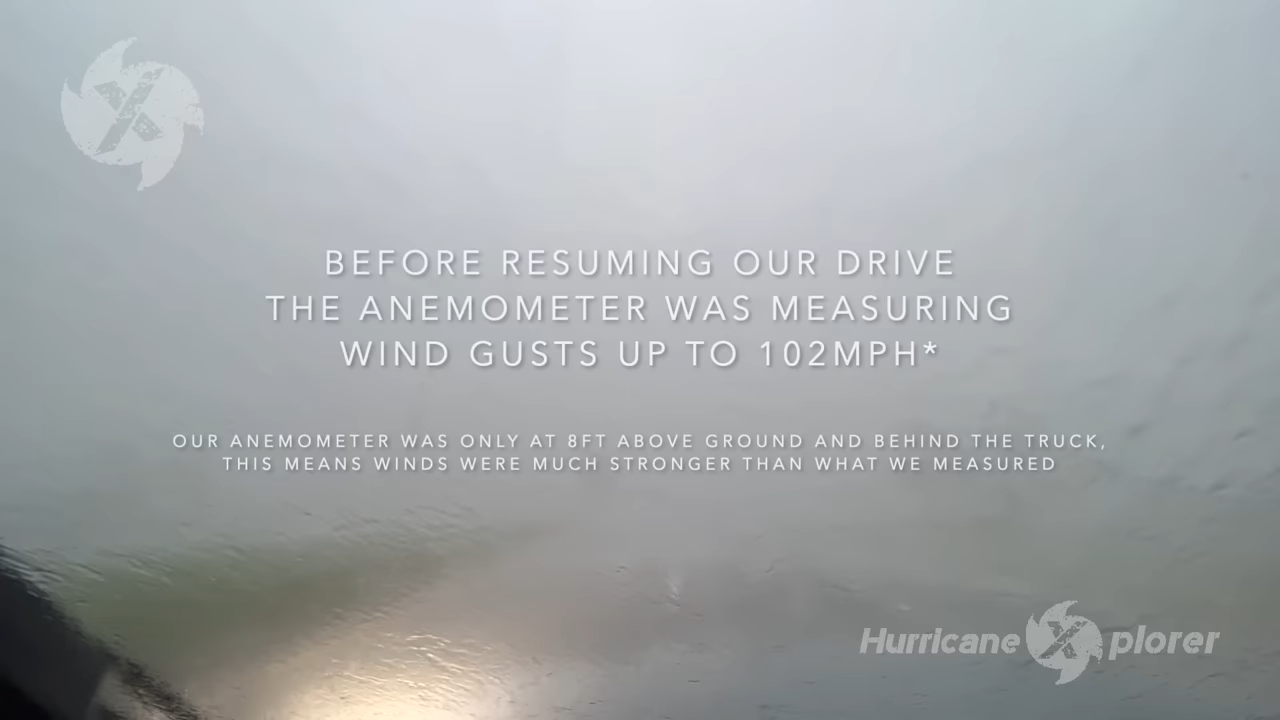 BEFORE RESUMING OUR DRIVE
THE ANEMOMETER WAS MEASURING
WIND GUSTS UP TO 102MPH*
OUR ANEMOMETER WAS ONLY AT 8FT ABOVE GROUND AND BEHIND THE TRUCK,
THIS MEANS WINDS WERE MUCH STRONGER THAN WHAT WE MEASURED
Hurricane Xplorer